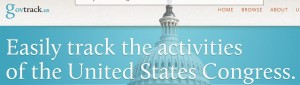 govtrack.us
HOME BROWSE ABOUT
Easily track the activities
of the United States Congress.